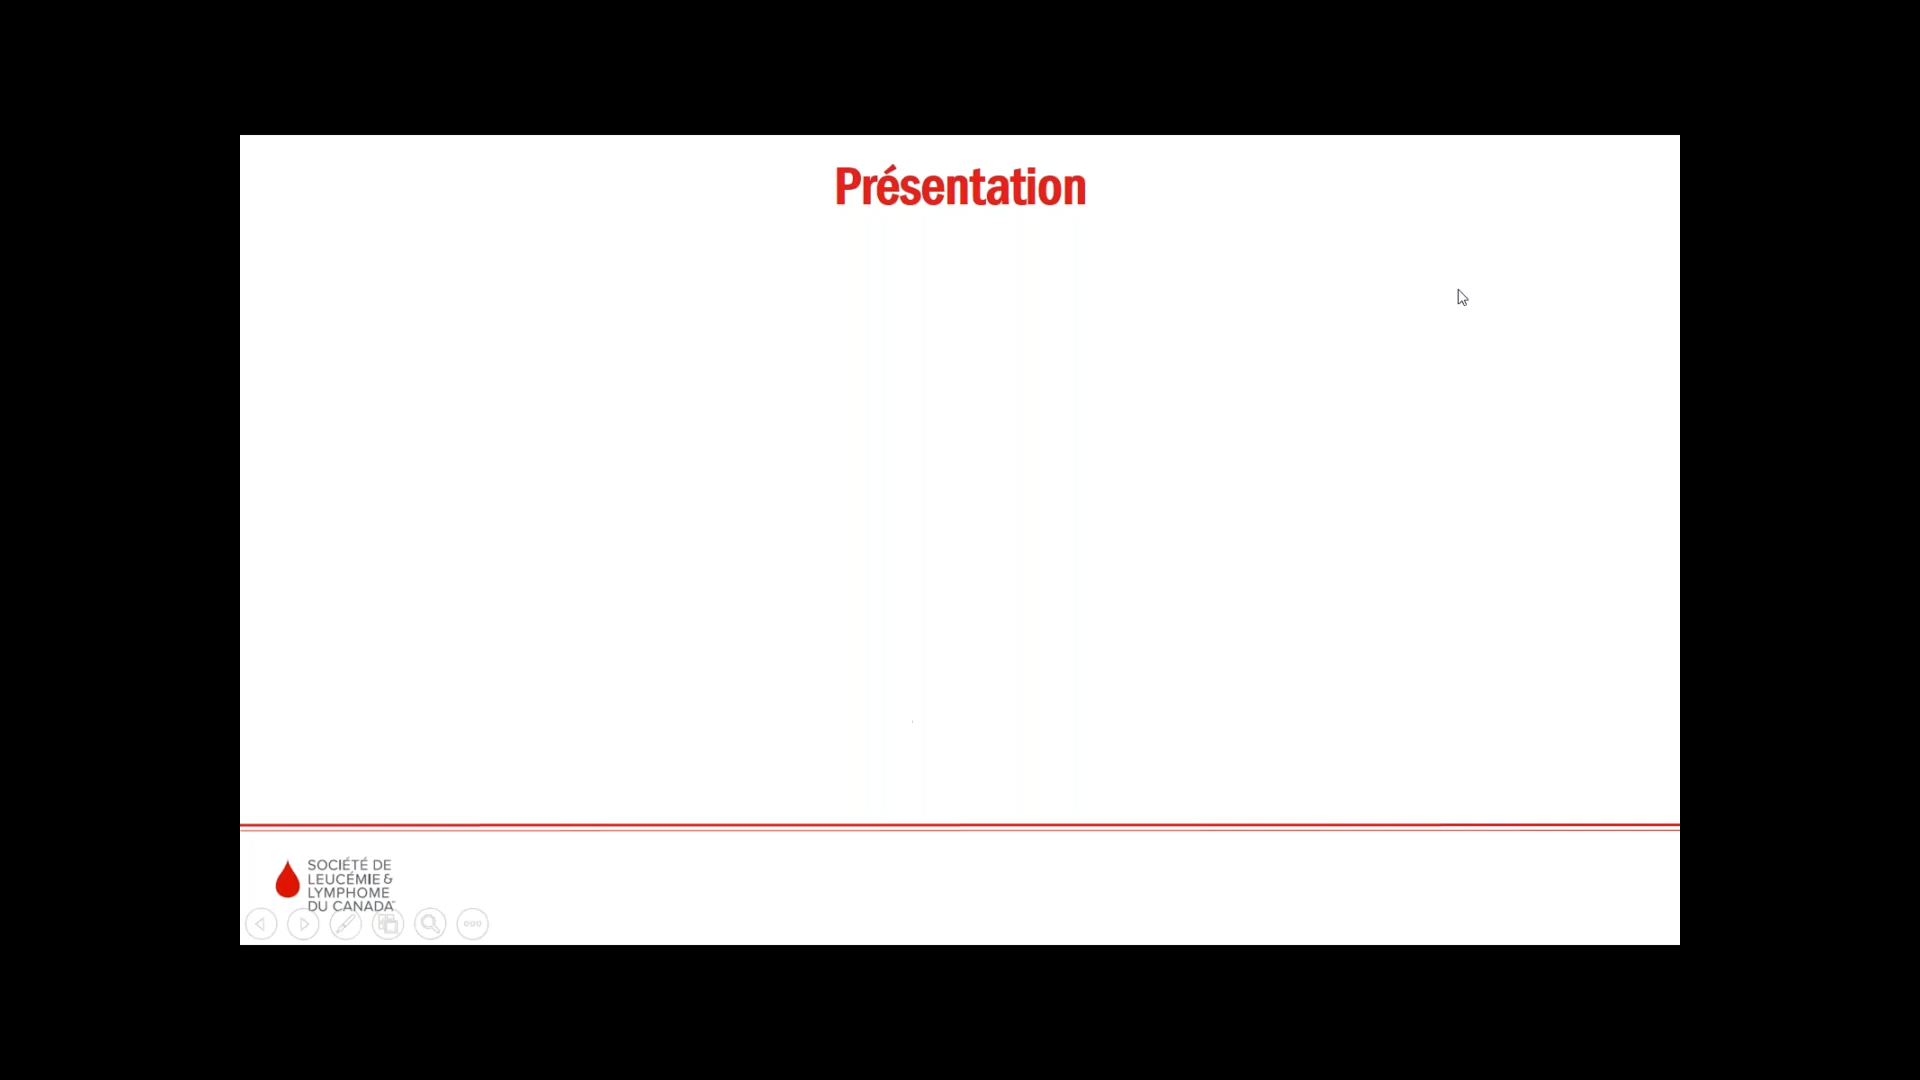 Présentation
SOCIÉTÉ DE
LEUCÉMIE &
LYMPHOME
DU CANADA